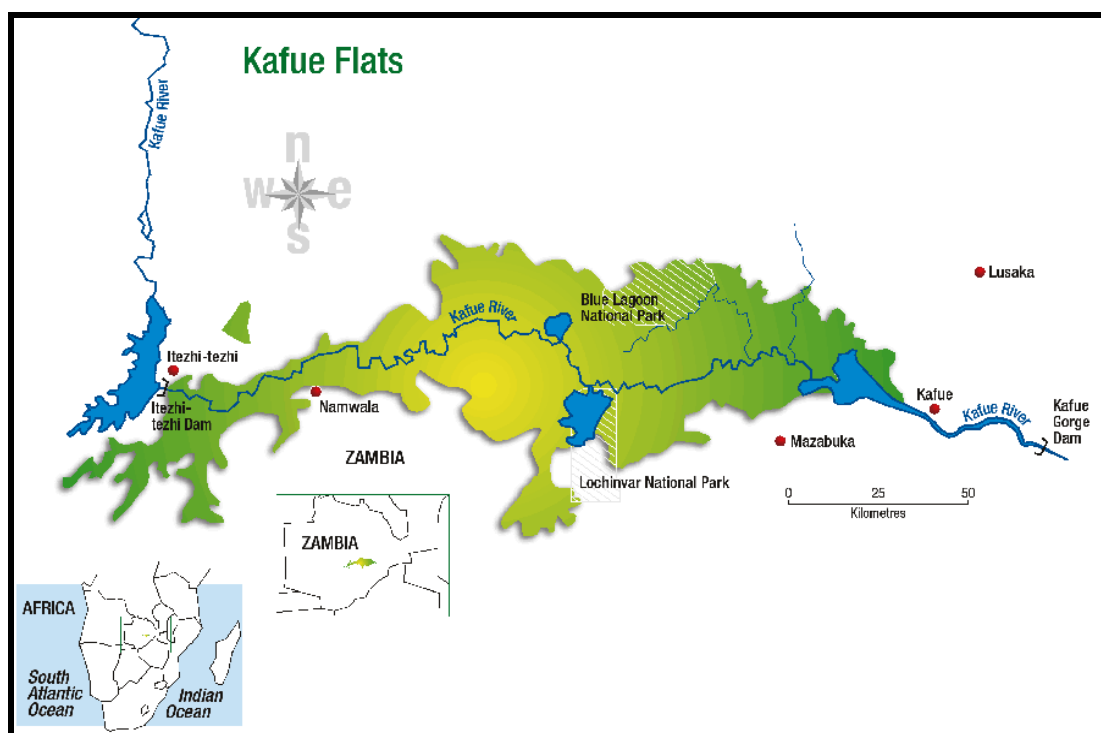 Kafue Flats
Kafue River
n
w e
s
Lusaka
Blue Lagoon
National Park
Kafue River
Itezhi-tezhi
Itezhi-
tezhi Dam
Namwala
Kafue
Kafue River
Kafue
Gorge
Dam
Mazabuka
ZAMBIA
Lochinvar National Park
0 25 50
Kilometres
ZAMBIA
AFRICA
South
Atlantic
Ocean
Indian
Ocean